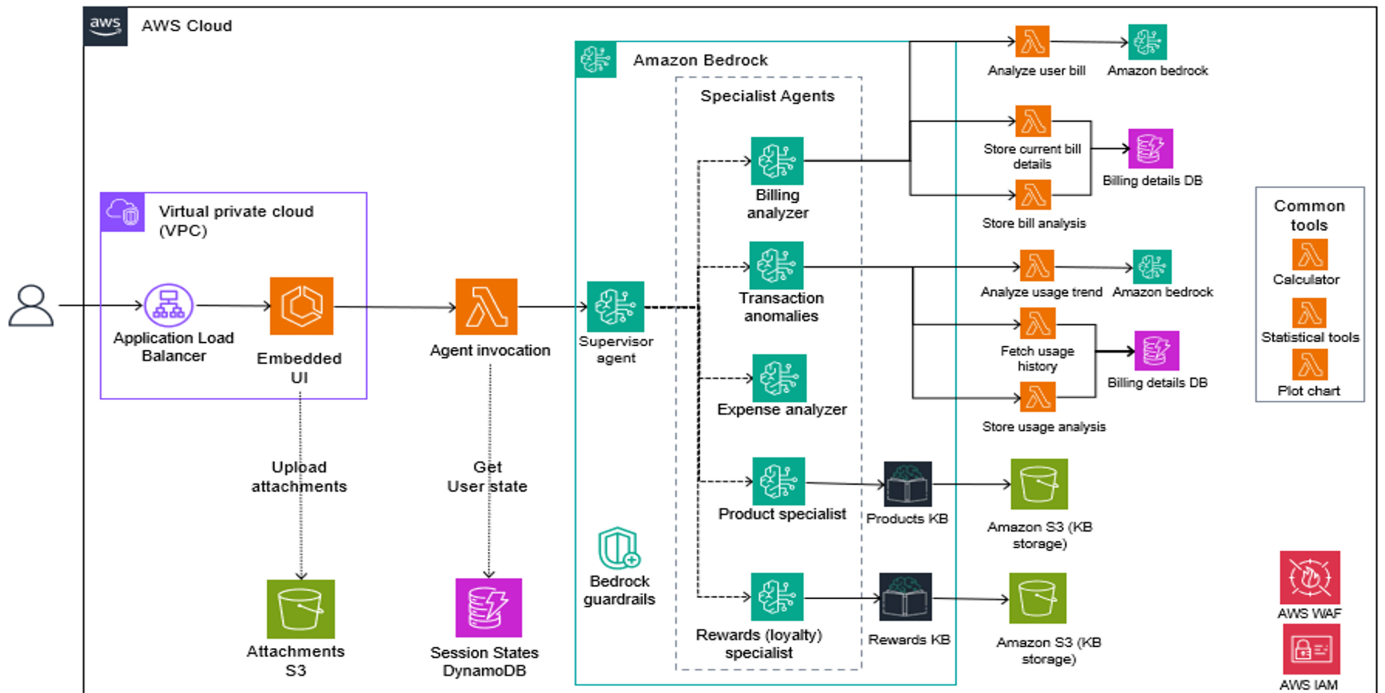 aws
AWS Cloud
Amazon Bedrock
Specialist Agents
Analyze user bill
Amazon bedrock
Store current bill
details
Billing details DB
Store bill analysis
Billing
analyzer
Virtual private cloud
(VPC)
Application Load
Balancer
Embedded
UI
Agent invocation
Supervisor
agent
Transaction
anomalies
Analyze usage trend
Amazon bedrock
Fetch usage
history
Billing details DB
Store usage analysis
Expense analyzer
Common
tools
Calculator
Statistical tools
Plot chart
Upload
attachments
Get
User state
Product specialist
Products KB
Amazon S3 (KB
storage)
Bedrock
guardrails
Rewards (loyalty)
specialist
Rewards KB
Amazon S3 (KB
storage)
Attachments
S3
Session States
DynamoDB
AWS WAF
AWS IAM